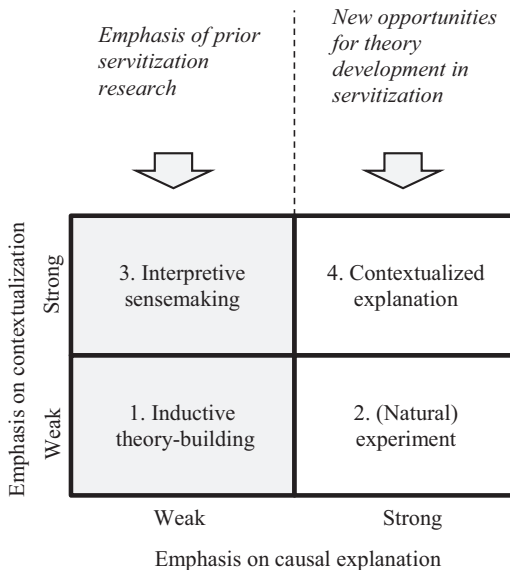 Emphasis of prior
servitization
research
New opportunities
for theory
development in
servitization
Emphasis on contextualization
Strong
Weak
3. Interpretive
sensemaking
4. Contextualized
explanation
1. Inductive
theory-building
2. (Natural)
experiment
Weak
Strong
Emphasis on causal explanation